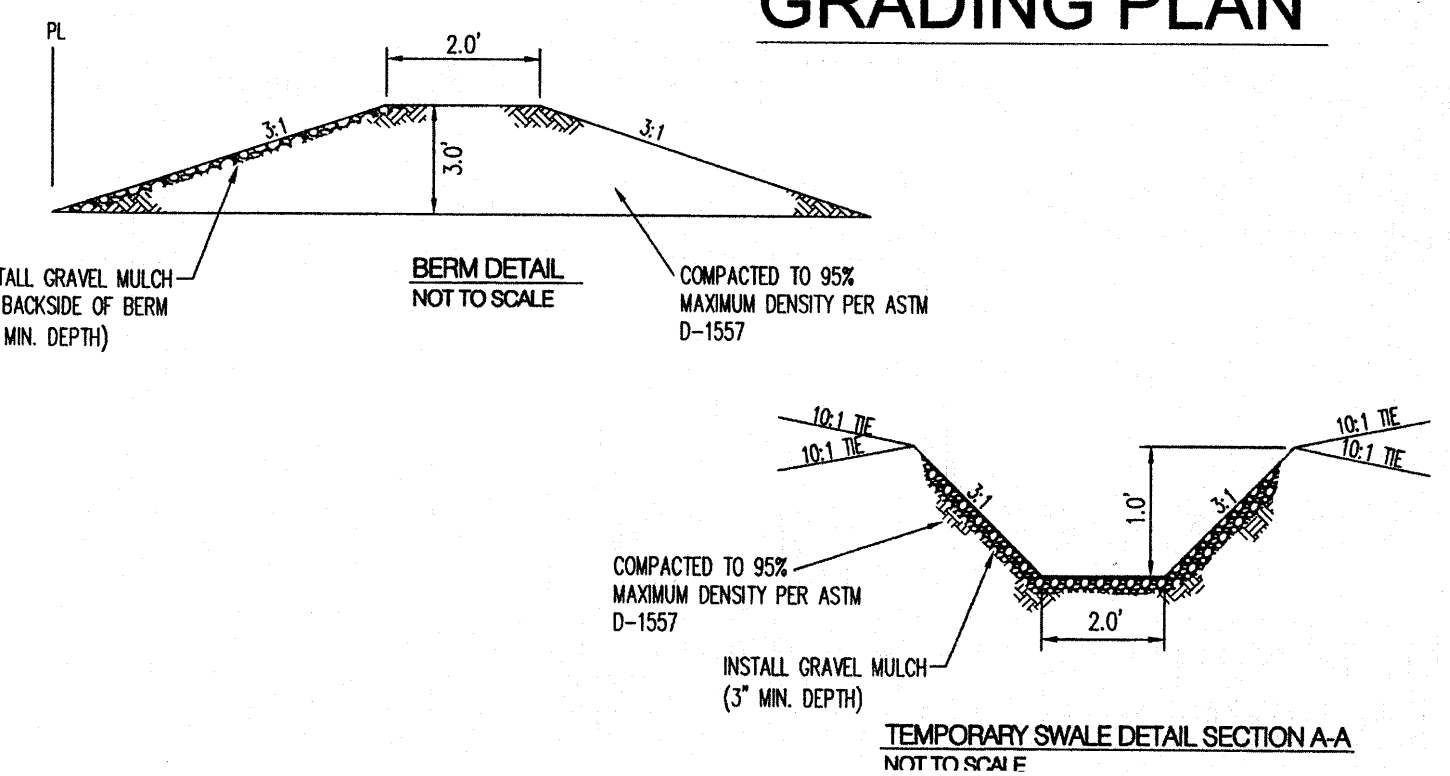 GRADING PLAN
PL
2.0'
3:1
3:1
3.0'
TALL GRAVEL MULCH
BACKSIDE OF BERM
MIN. DEPTH)
BERM DETAIL
NOT TO SCALE
COMPACTED TO 95%
MAXIMUM DENSITY PER ASTM
D-1557
10:1 TIE
10:1 TIE
10:1 TIE
10:1 TIE
3:1
1.0'
3:1
COMPACTED TO 95%
MAXIMUM DENSITY PER ASTM
D-1557
2.0'
INSTALL GRAVEL MULCH
(3" MIN. DEPTH)
TEMPORARY SWALE DETAIL SECTION A-A
NOT TO SCALE